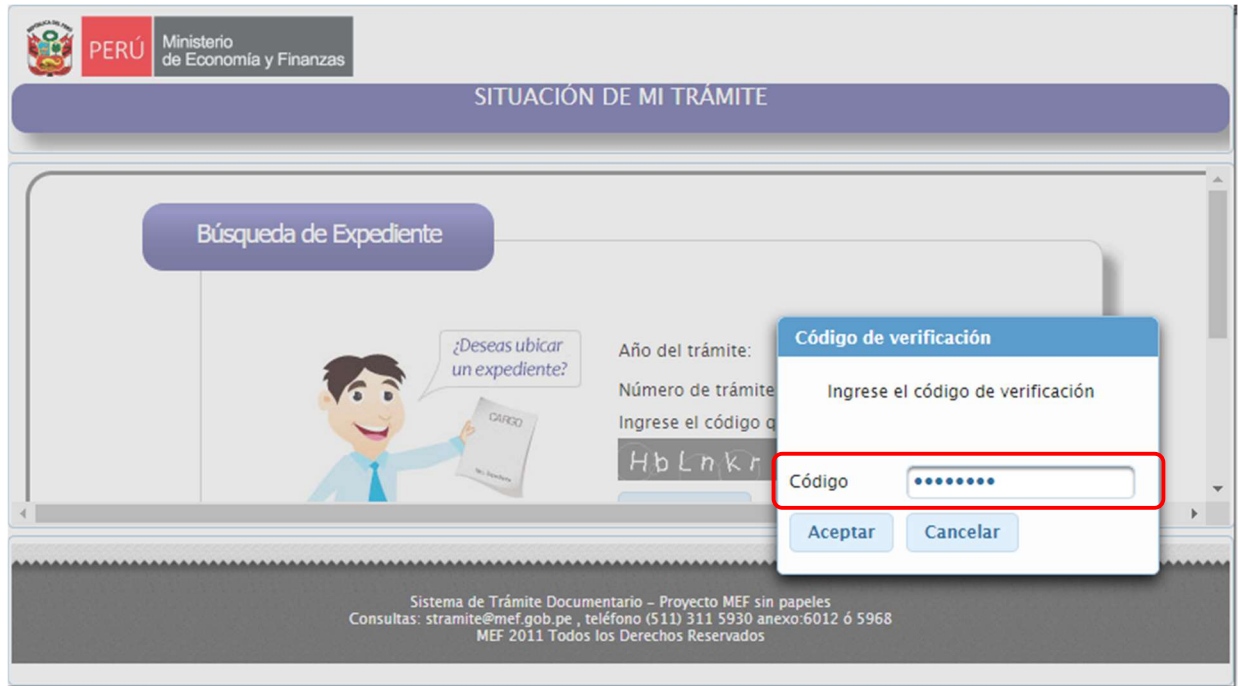 PERÚ
Ministerio
de Economía y Finanzas
SITUACIÓN DE MI TRÁMITE
Búsqueda de Expediente
¿Deseas ubicar
un expediente?
CARGO
Año del trámite:
Número de trámite
Ingrese el código q
HbLnkr
Código de verificación
Ingrese el código de verificación
Código ••••••••
Aceptar Cancelar
Sistema de Trámite Documentario – Proyecto MEF sin papeles
Consultas: stramite@mef.gob.pe , teléfono (511) 311 5930 anexo:6012 ó 5968
MEF 2011 Todos los Derechos Reservados